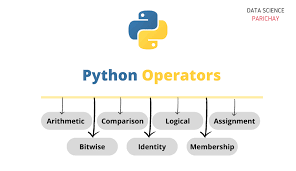 DATA SCIENCE
PARICHAY
Python Operators
Arithmetic Comparison Logical Assignment
Bitwise Identity Membership